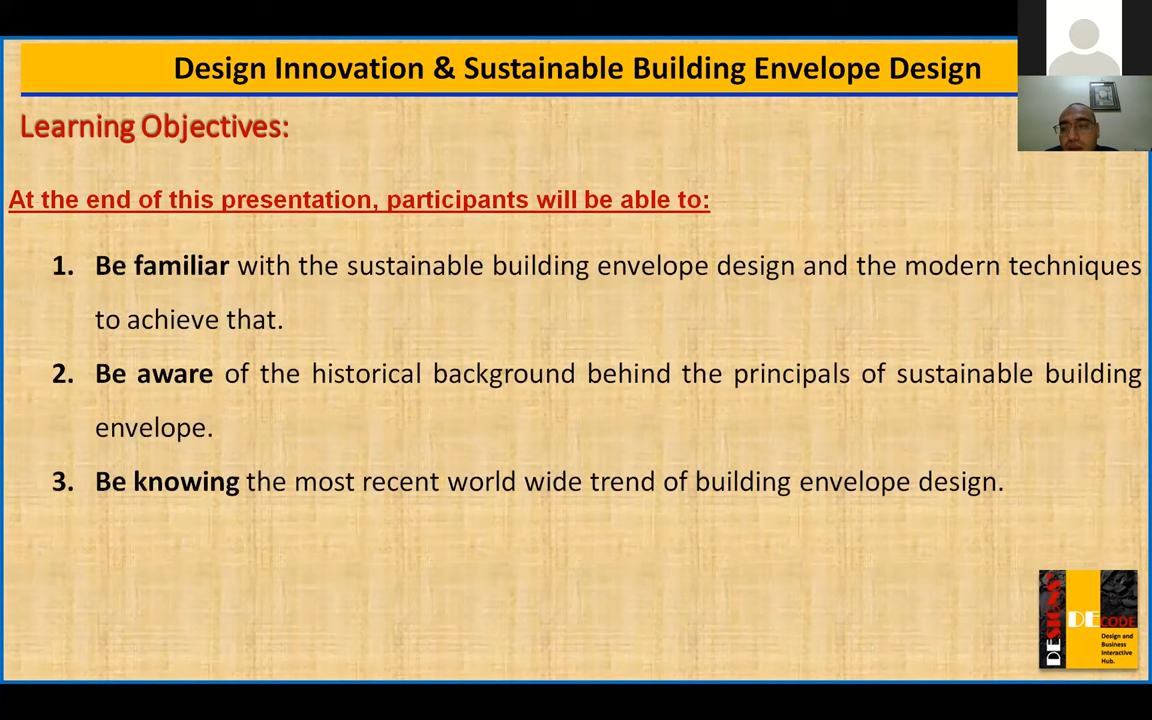 Design Innovation & Sustainable Building Envelope Design
Learning Objectives:
At the end of this presentation, participants will be able to:
1. Be familiar with the sustainable building envelope design and the modern techniques
to achieve that.
2. Be aware of the historical background behind the principals of sustainable building
envelope.
3. Be knowing the most recent world wide trend of building envelope design.
DESIGNS
DECODE
Design and
Business
Interactive
Hub.